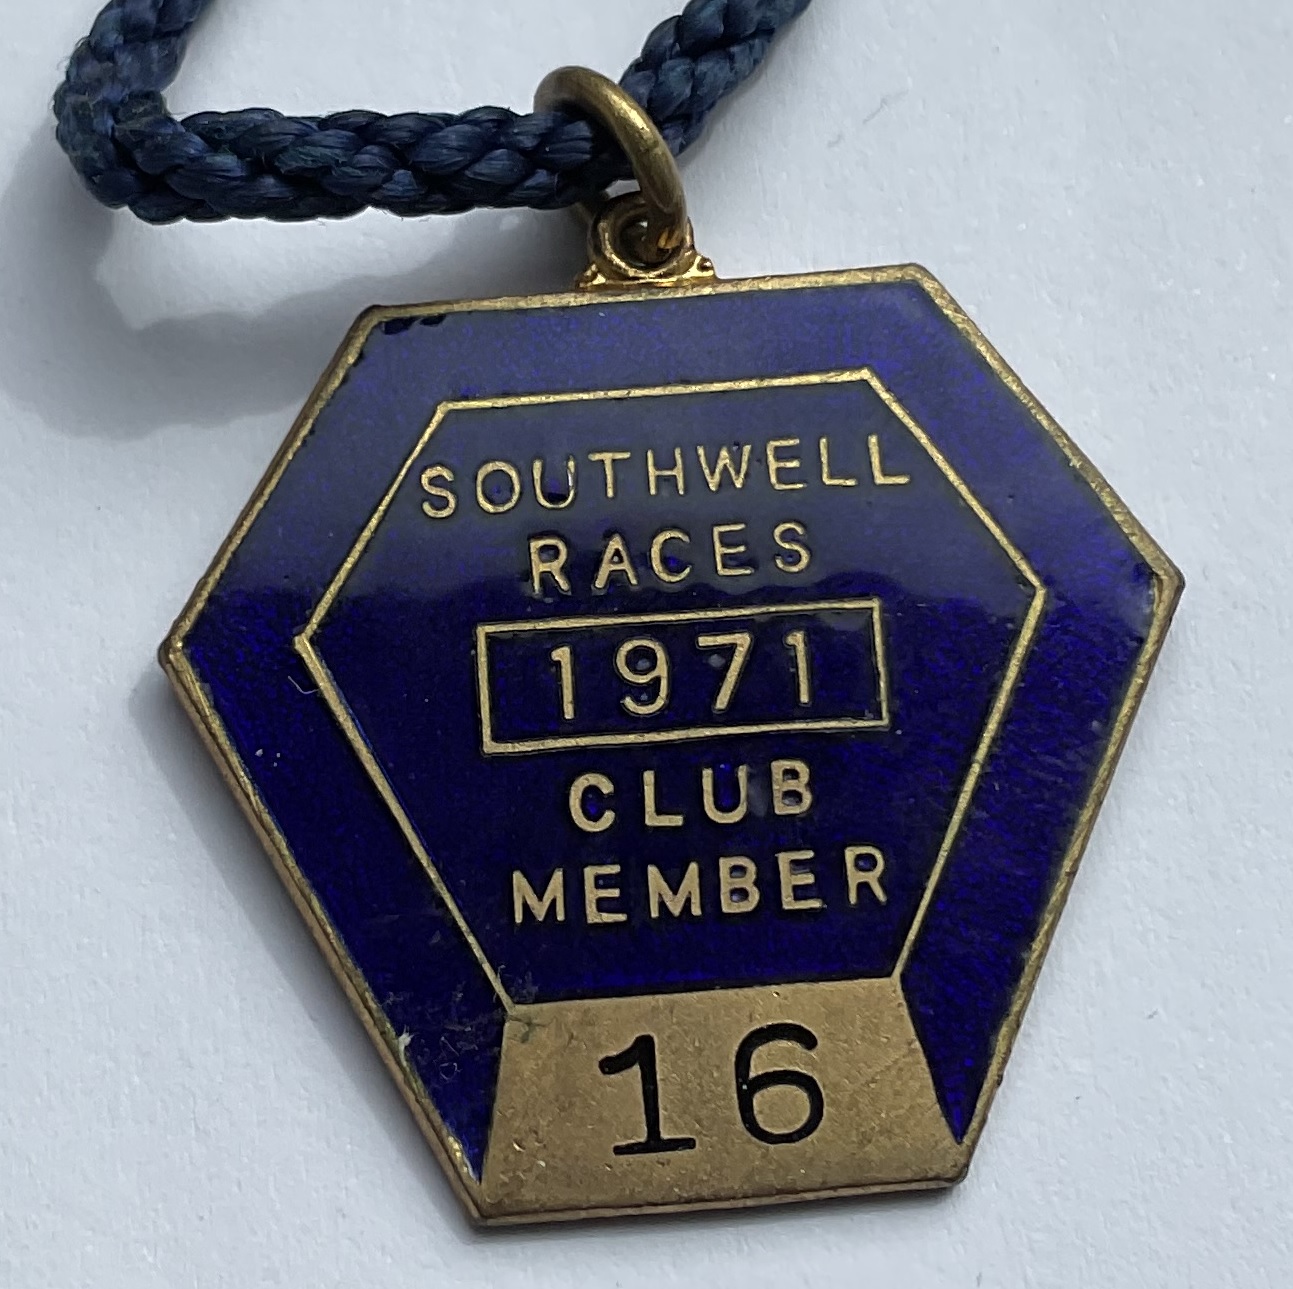 SOUTHWELL
RACES
1971
CLUB
MEMBER
16